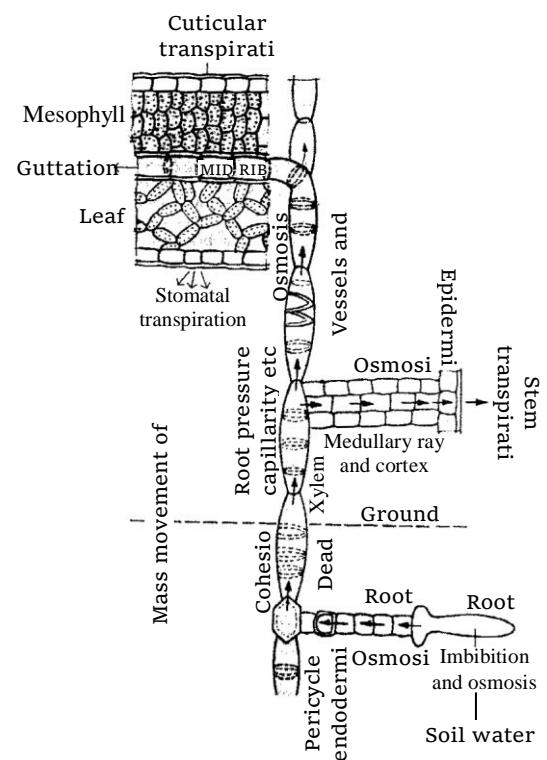 Cuticular
transpirati
Mesophyll
Guttation
MID RIB
Leaf
Stomatal
transpiration
Osmosis
Vessels and
Root pressure
capillarity etc
Xylem
Osmosi
Epidermi
Stem
transpirati
Medullary ray
and cortex
Mass movement of
Ground
Cohesio
Dead
Root
Root
Osmosi
Imbibition
and osmosis
Pericycle
endodermi
Soil water